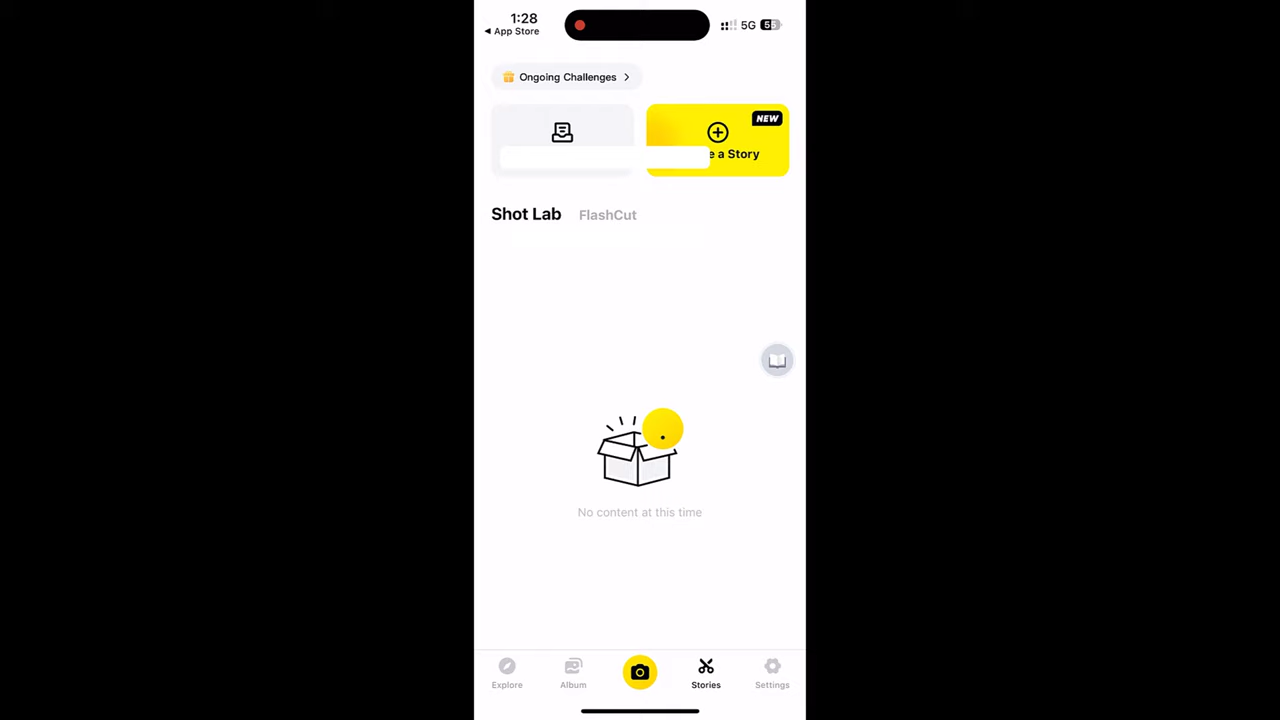 1:28
5G 55
◀ App Store
Ongoing Challenges >
NEW
e a Story
Shot Lab FlashCut
No content at this time
Explore Album Stories Settings